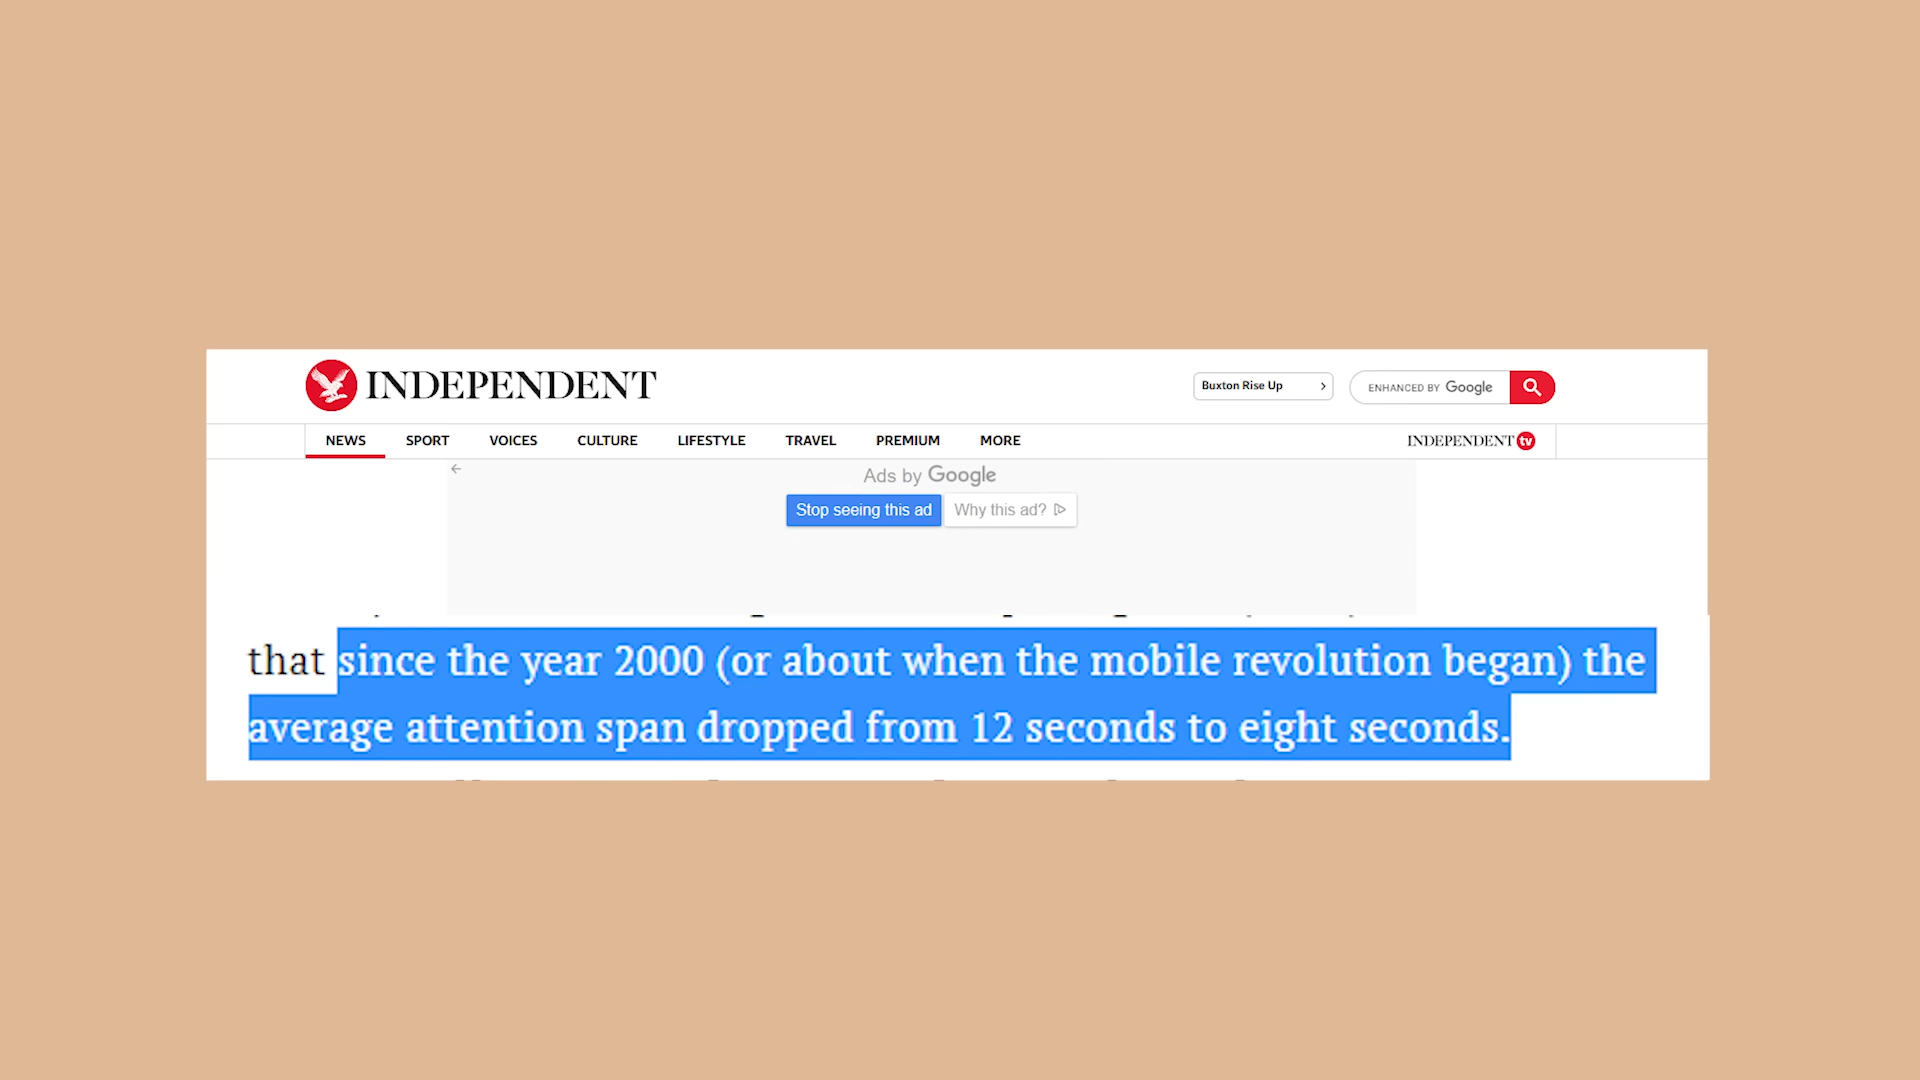 INDEPENDENT
Buxton Rise Up
ENHANCED BY Google
NEWS SPORT VOICES CULTURE LIFESTYLE TRAVEL PREMIUM MORE
INDEPENDENT tv
Ads by Google
Stop seeing this ad
Why this ad?
that since the year 2000 (or about when the mobile revolution began) the
average attention span dropped from 12 seconds to eight seconds.